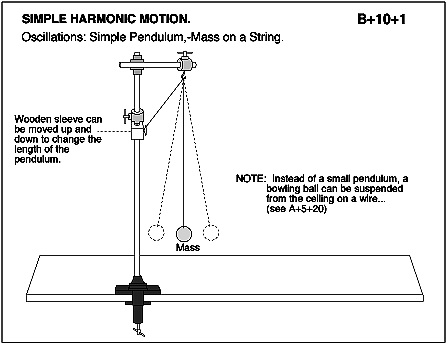 SIMPLE HARMONIC MOTION.
B+10+1
Oscillations: Simple Pendulum,-Mass on a String.
Wooden sleeve can
be moved up and
down to change the
length of the
pendulum.
NOTE: Instead of a small pendulum, a
bowling ball can be suspended
from the ceiling on a wire...
(see A+5+20)
Mass